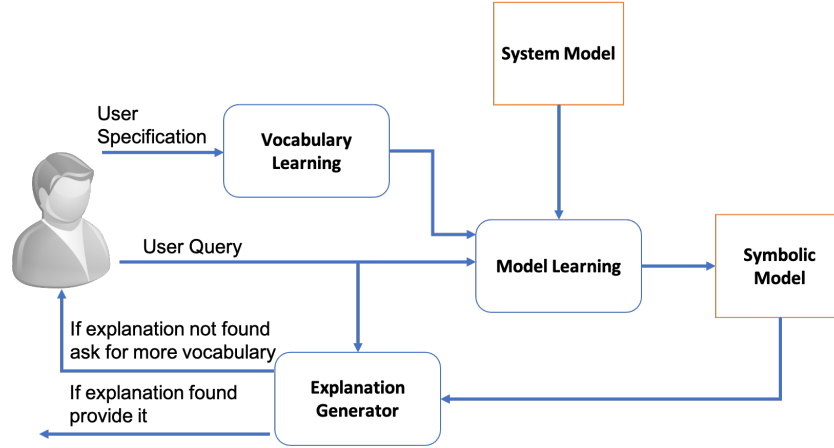 System Model
User
Specification
Vocabulary
Learning
User Query
Model Learning
Symbolic
Model
If explanation not found
ask for more vocabulary
If explanation found
provide it
Explanation
Generator